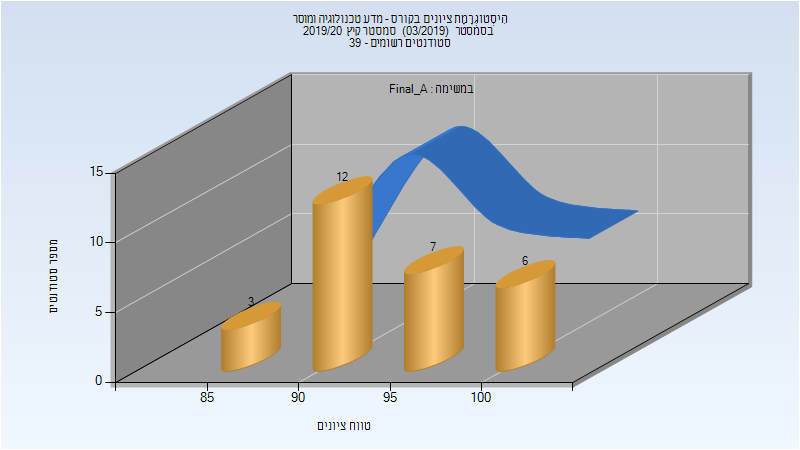 היסטוגרמת ציונים בקורס - מדע טכנולוגיה ומוסר
בסמסטר (03/2019) סמסטר קיץ 2019/20
סטודנטים רשומים - 39
במשימה : Final_A
15
10
5
0
מספר סטודנטים
3
12
7
6
85
90
95
100
טווח ציונים